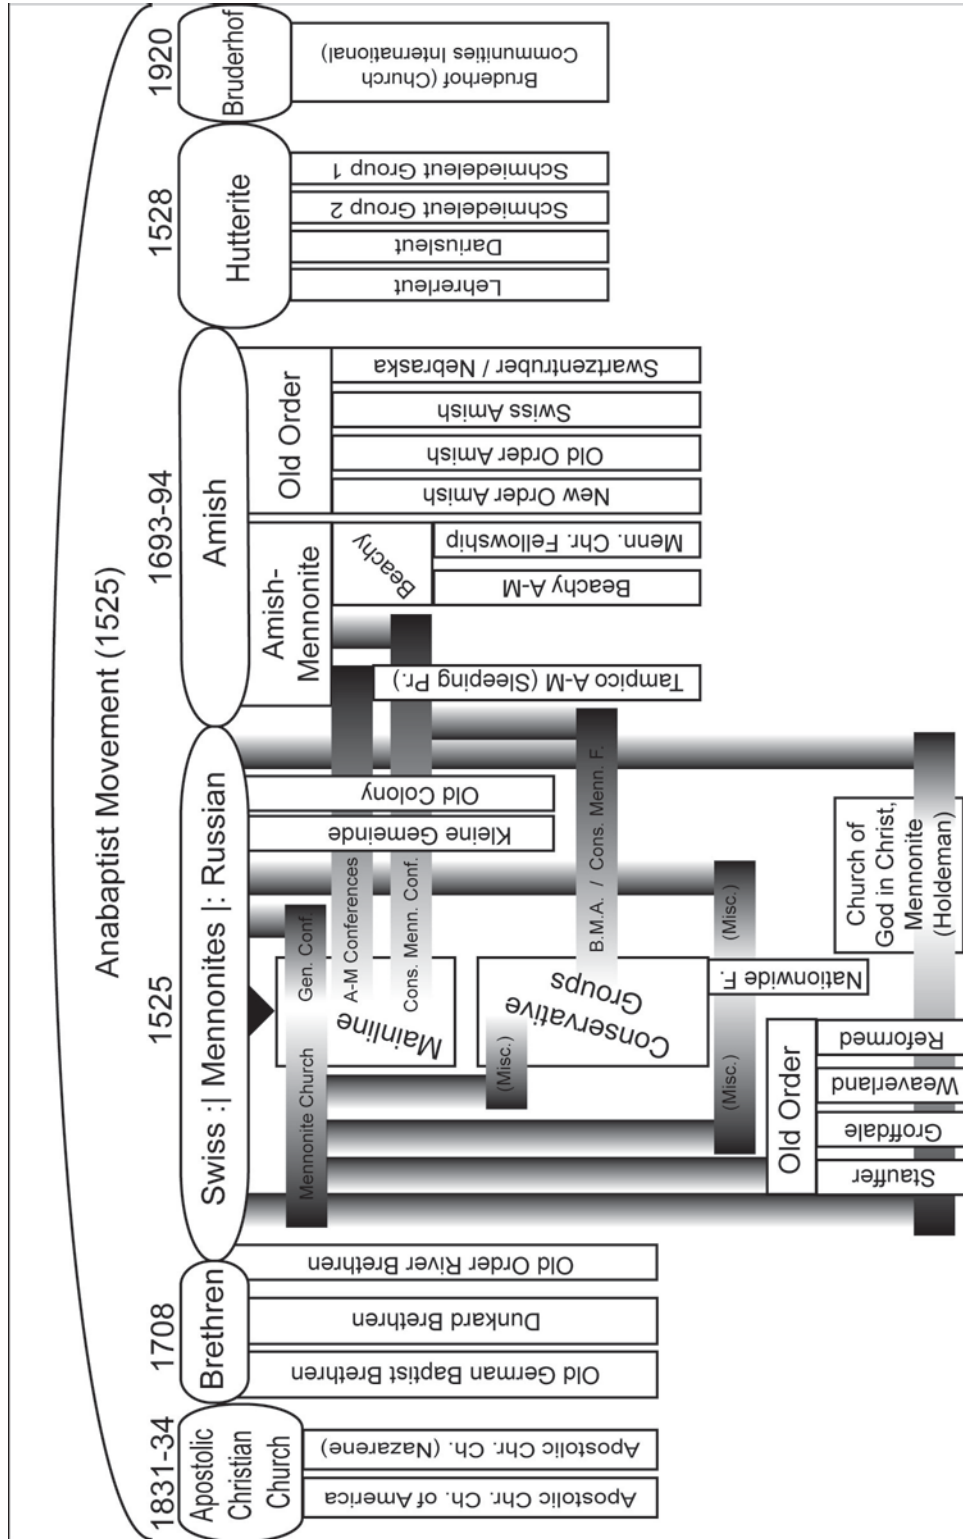 Anabaptist Movement (1525)
1831-34
1708
1525
1693-94
1528
1920
Apostolic
Christian
Church
Brethren
Swiss :| Mennonites |: Russian
Amish
Hutterite
Bruderhof
Apostolic Chr. Ch. of America
Apostolic Chr. Ch. (Nazarene)
Old German Baptist Brethren
Dunkard Brethren
Old Order River Brethren
Mennonite Church
Gen. Conf.
Mainline
A-M Conferences
Cons. Menn. Conf.
(Misc.)
Conservative
Groups
B.M.A. / Cons. Menn. F.
(Misc.)
(Misc.)
Nationwide F.
Old Order
Stauffer
Groffdale
Weaverland
Reformed
Church of
God in Christ,
Mennonite
(Holdeman)
Kleine Gemeinde
Old Colony
Amish-
Mennonite
Tampico A-M (Sleeping Pr.)
Beachy
Beachy A-M
Menn. Chr. Fellowship
Old Order
New Order Amish
Old Order Amish
Swiss Amish
Swartzentruber / Nebraska
Lehrerleut
Dariusleut
Schmiedeleut Group 2
Schmiedeleut Group 1
Bruderhof (Church
Communities International)